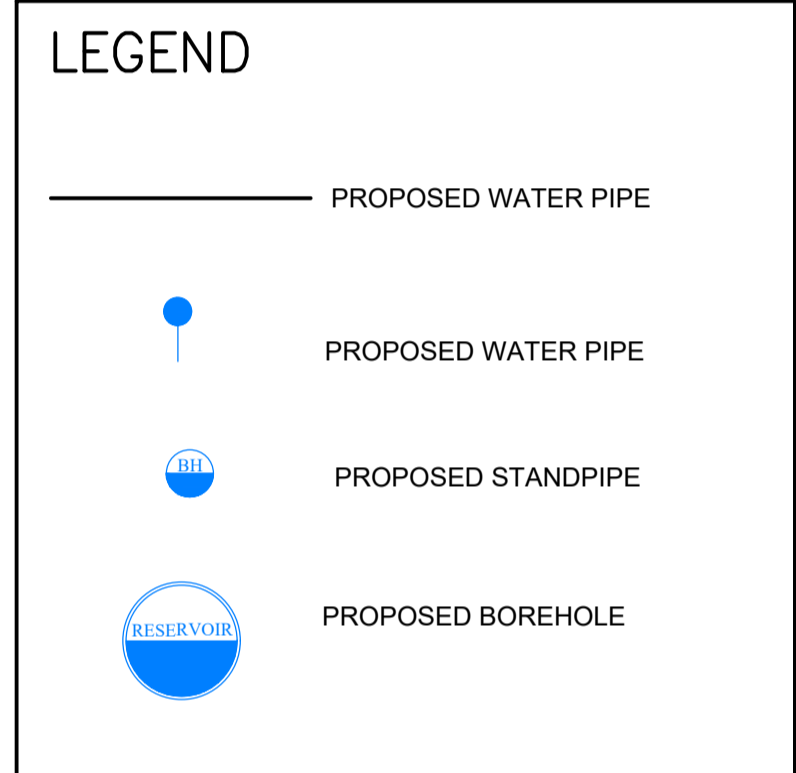 LEGEND
PROPOSED WATER PIPE
PROPOSED WATER PIPE
BH
PROPOSED STANDPIPE
RESERVOIR
PROPOSED BOREHOLE